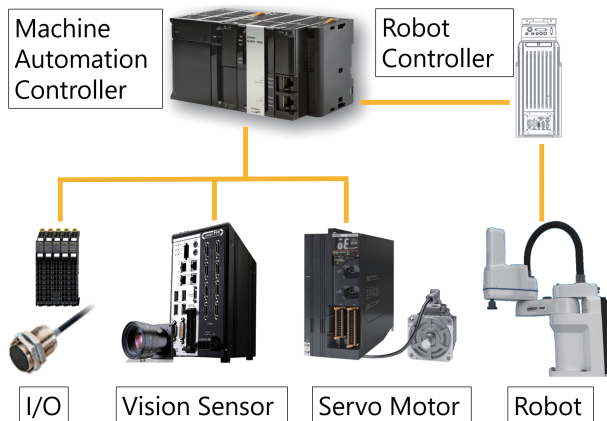 Machine
Automation
Controller
Robot
Controller
I/O
Vision Sensor
Servo Motor
Robot